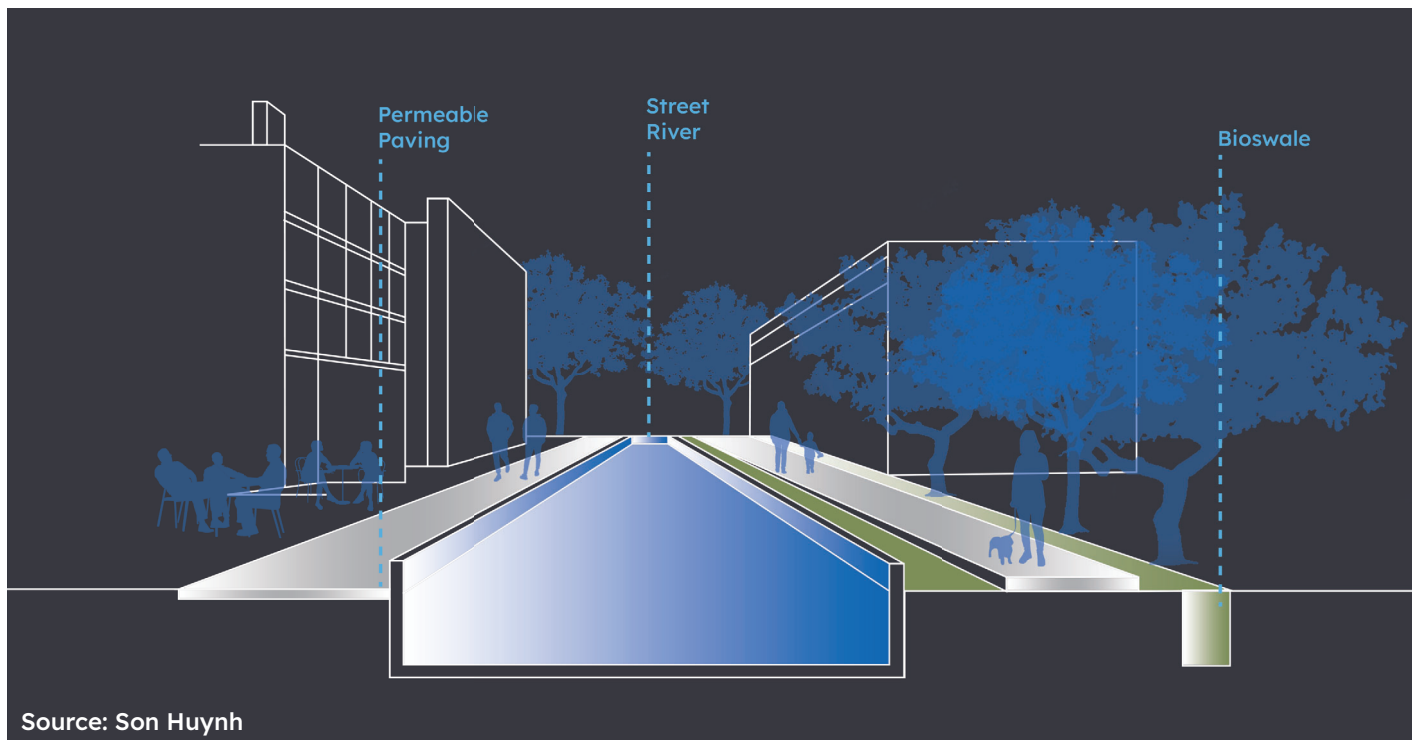 Permeable
Paving
Street
River
Bioswale
Source: Son Huynh